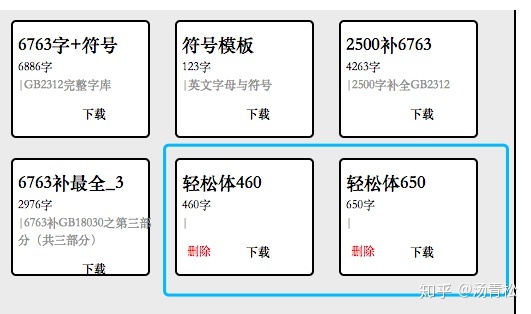 6763字+符号
6886字
|GB2312完整字库
下载
符号模板
123字
|英文字母与符号
下载
2500补6763
4263字
|2500字补全GB2312
下载
6763补最全_3
2976字
|6763补GB18030之第三部
分（共三部分）
下载
轻松体460
460字
|
删除 下载
轻松体650
650字
|
删除 下载
知乎 @汤青松